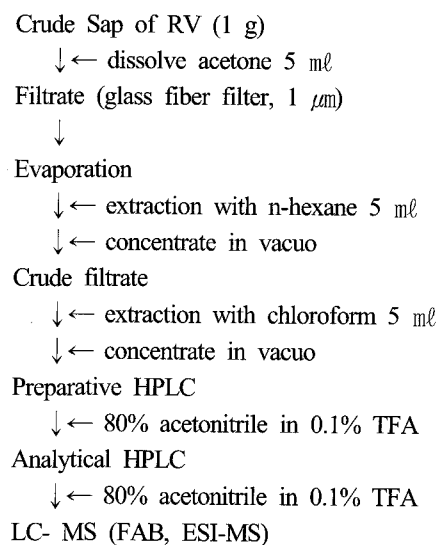 Crude Sap of RV (1 g)
↓← dissolve acetone 5 ㎖
Filtrate (glass fiber filter, 1 ㎛)
↓
Evaporation
↓← extraction with n-hexane 5 ㎖
↓← concentrate in vacuo
Crude filtrate
↓← extraction with chloroform 5 ㎖
↓← concentrate in vacuo
Preparative HPLC
↓← 80% acetonitrile in 0.1% TFA
Analytical HPLC
↓← 80% acetonitrile in 0.1% TFA
LC- MS (FAB, ESI-MS)